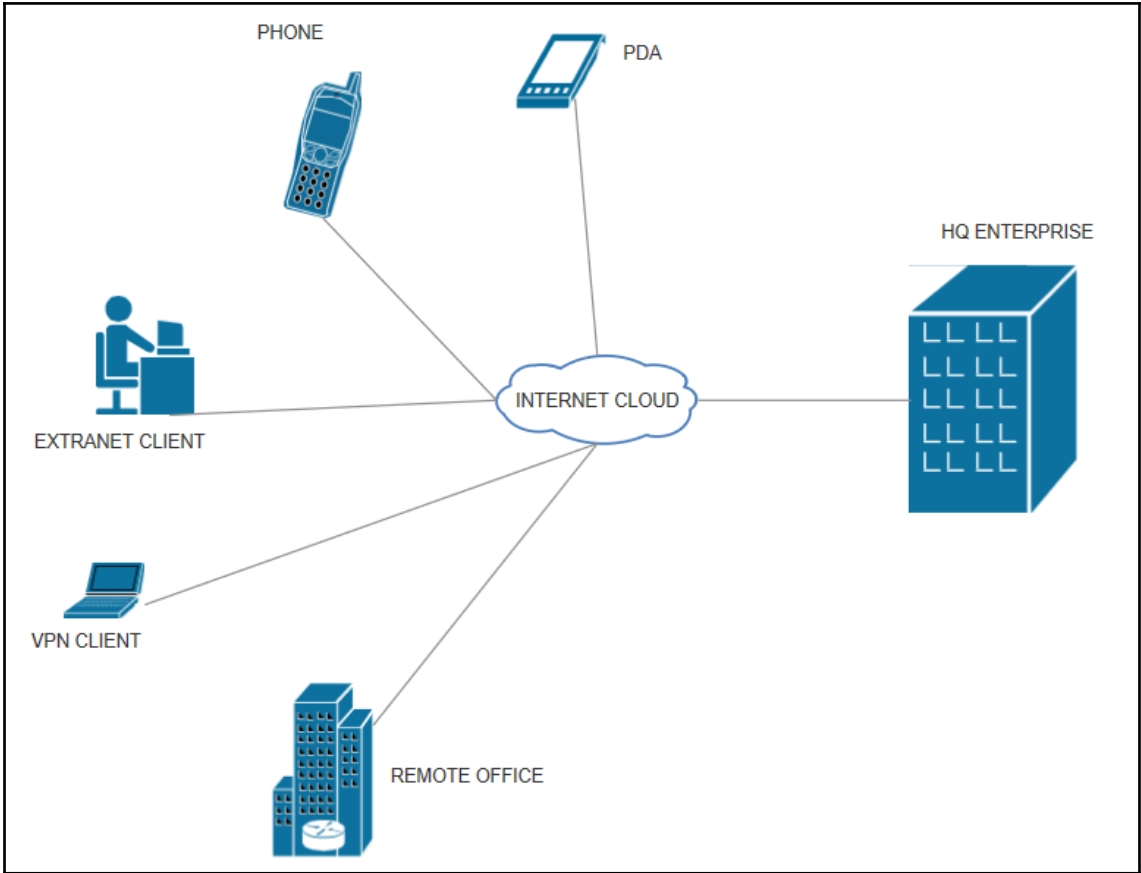 PHONE
PDA
HQ ENTERPRISE
INTERNET CLOUD
EXTRANET CLIENT
VPN CLIENT
REMOTE OFFICE